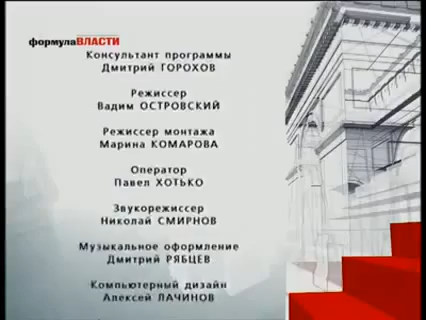 формулаВЛАСТИ
Консультант программы
Дмитрий ГОРОХОВ
Режиссер
Вадим ОСТРОВСКИЙ
Режиссер монтажа
Марина КОМАРОВА
Оператор
Павел ХОТЬКО
Звукорежиссер
Николай СМИРНОВ
Музыкальное оформление
Дмитрий РЯБЦЕВ
Компьютерный дизайн
Алексей ЛАЧИНОВ